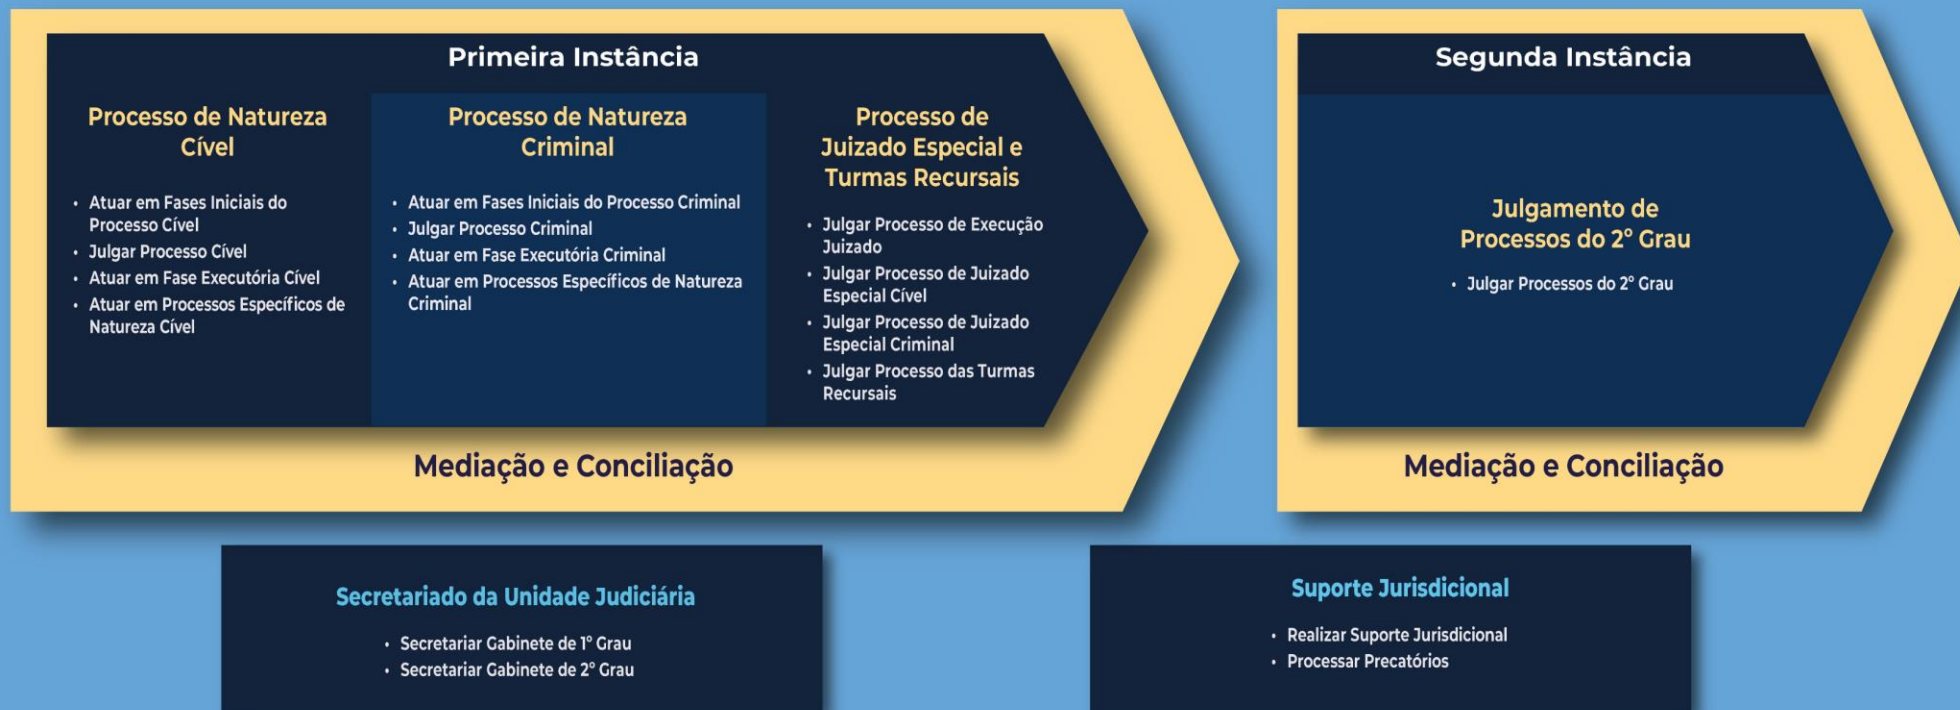 Primeira Instância
Processo de Natureza
Cível
• Atuar em Fases Iniciais do
Processo Cível
• Julgar Processo Cível
• Atuar em Fase Executória Cível
• Atuar em Processos Específicos de
Natureza Cível
Processo de Natureza
Criminal
• Atuar em Fases Iniciais do Processo Criminal
• Julgar Processo Criminal
• Atuar em Fase Executória Criminal
• Atuar em Processos Específicos de Natureza
Criminal
Processo de
Juizado Especial e
Turmas Recursais
• Julgar Processo de Execução
Juizado
• Julgar Processo de Juizado
Especial Cível
• Julgar Processo de Juizado
Especial Criminal
• Julgar Processo das Turmas
Recursais
Mediação e Conciliação
Segunda Instância
Julgamento de
Processos do 2° Grau
• Julgar Processos do 2° Grau
Mediação e Conciliação
Secretariado da Unidade Judiciária
• Secretariar Gabinete de 1° Grau
• Secretariar Gabinete de 2° Grau
Suporte Jurisdicional
• Realizar Suporte Jurisdicional
• Processar Precatórios